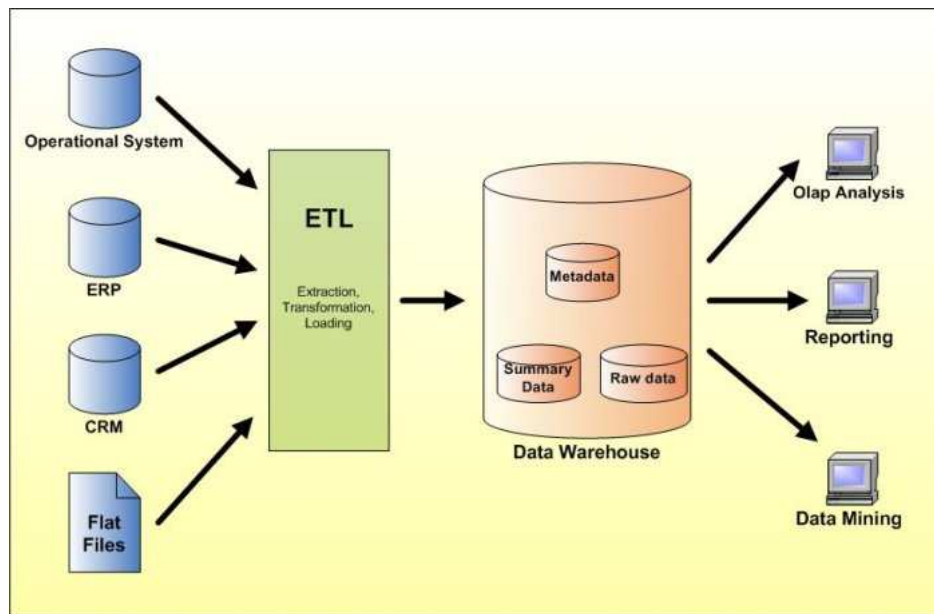 Operational System
ERP
CRM
Flat
Files
ETL
Extraction,
Transformation,
Loading
Metadata
Summary
Data
Raw data
Data Warehouse
Olap Analysis
Reporting
Data Mining